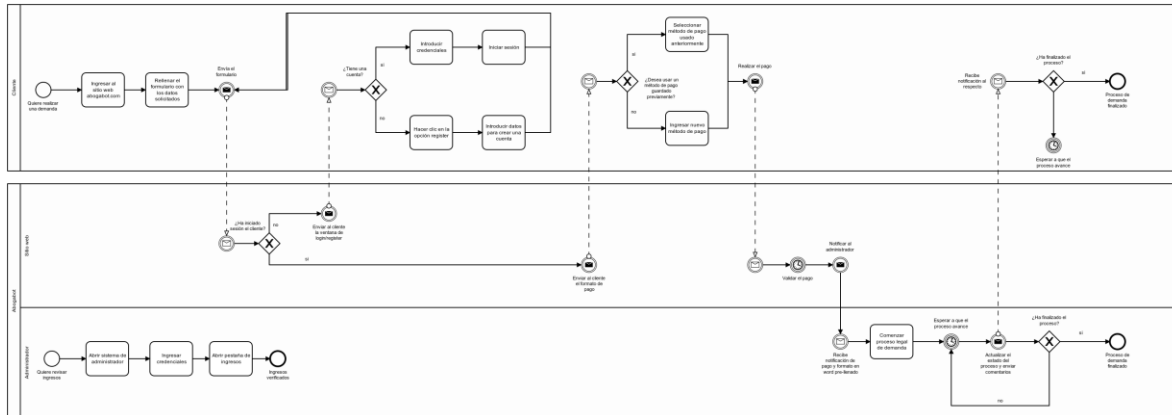 Cliente
Quiere realizar
una demanda
Ingresar al
sitio web
abogabot.com
Rellenar el
formulario con
los datos
solicitados
Envía el
formulario
¿Tiene una
cuenta?
sí
no
Introducir
credenciales
Iniciar sesión
Hacer clic en la
opción register
Introducir datos
para crear una
cuenta
¿Desea usar un
método de pago
guardado
previamente?
sí
no
Seleccionar
método de pago
usado
anteriormente
Ingresar nuevo
método de pago
Realizar el pago
Recibe
notificación al
respecto
¿Ha finalizado el
proceso?
sí
Proceso de
demanda
finalizado
Esperar a que el
proceso avance
Abogabot
Sitio web
¿Ha iniciado
sesión el cliente?
no
sí
Enviar al cliente
la ventana de
login/register
Enviar al cliente
el formato de
pago
Validar el pago
Notificar al
administrador
Administrador
Quiere revisar
ingresos
Abrir sistema de
administrador
Ingresar
credenciales
Abrir pestaña de
ingresos
Ingresos
verificados
Recibe
notificación de
pago y formato en
word pre-llenado
Comenzar
proceso legal
de demanda
Esperar a que el
proceso avance
Actualizar el
estado del
proceso y enviar
comentarios
¿Ha finalizado el
proceso?
sí
no
Proceso de
demanda
finalizado